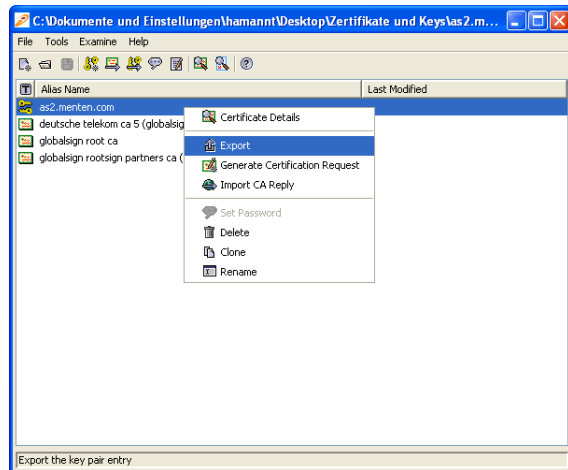 C:\Dokumente und Einstellungen\hamannt\Desktop\Zertifikate und Keys\as2.m...
File Tools Examine Help
Alias Name Last Modified
as2.menten.com
deutsche telekom ca 5 (globalsig
globalsign root ca
globalsign rootsign partners ca (
Certificate Details
Export
Generate Certification Request
Import CA Reply
Set Password
Delete
Clone
Rename
Export the key pair entry